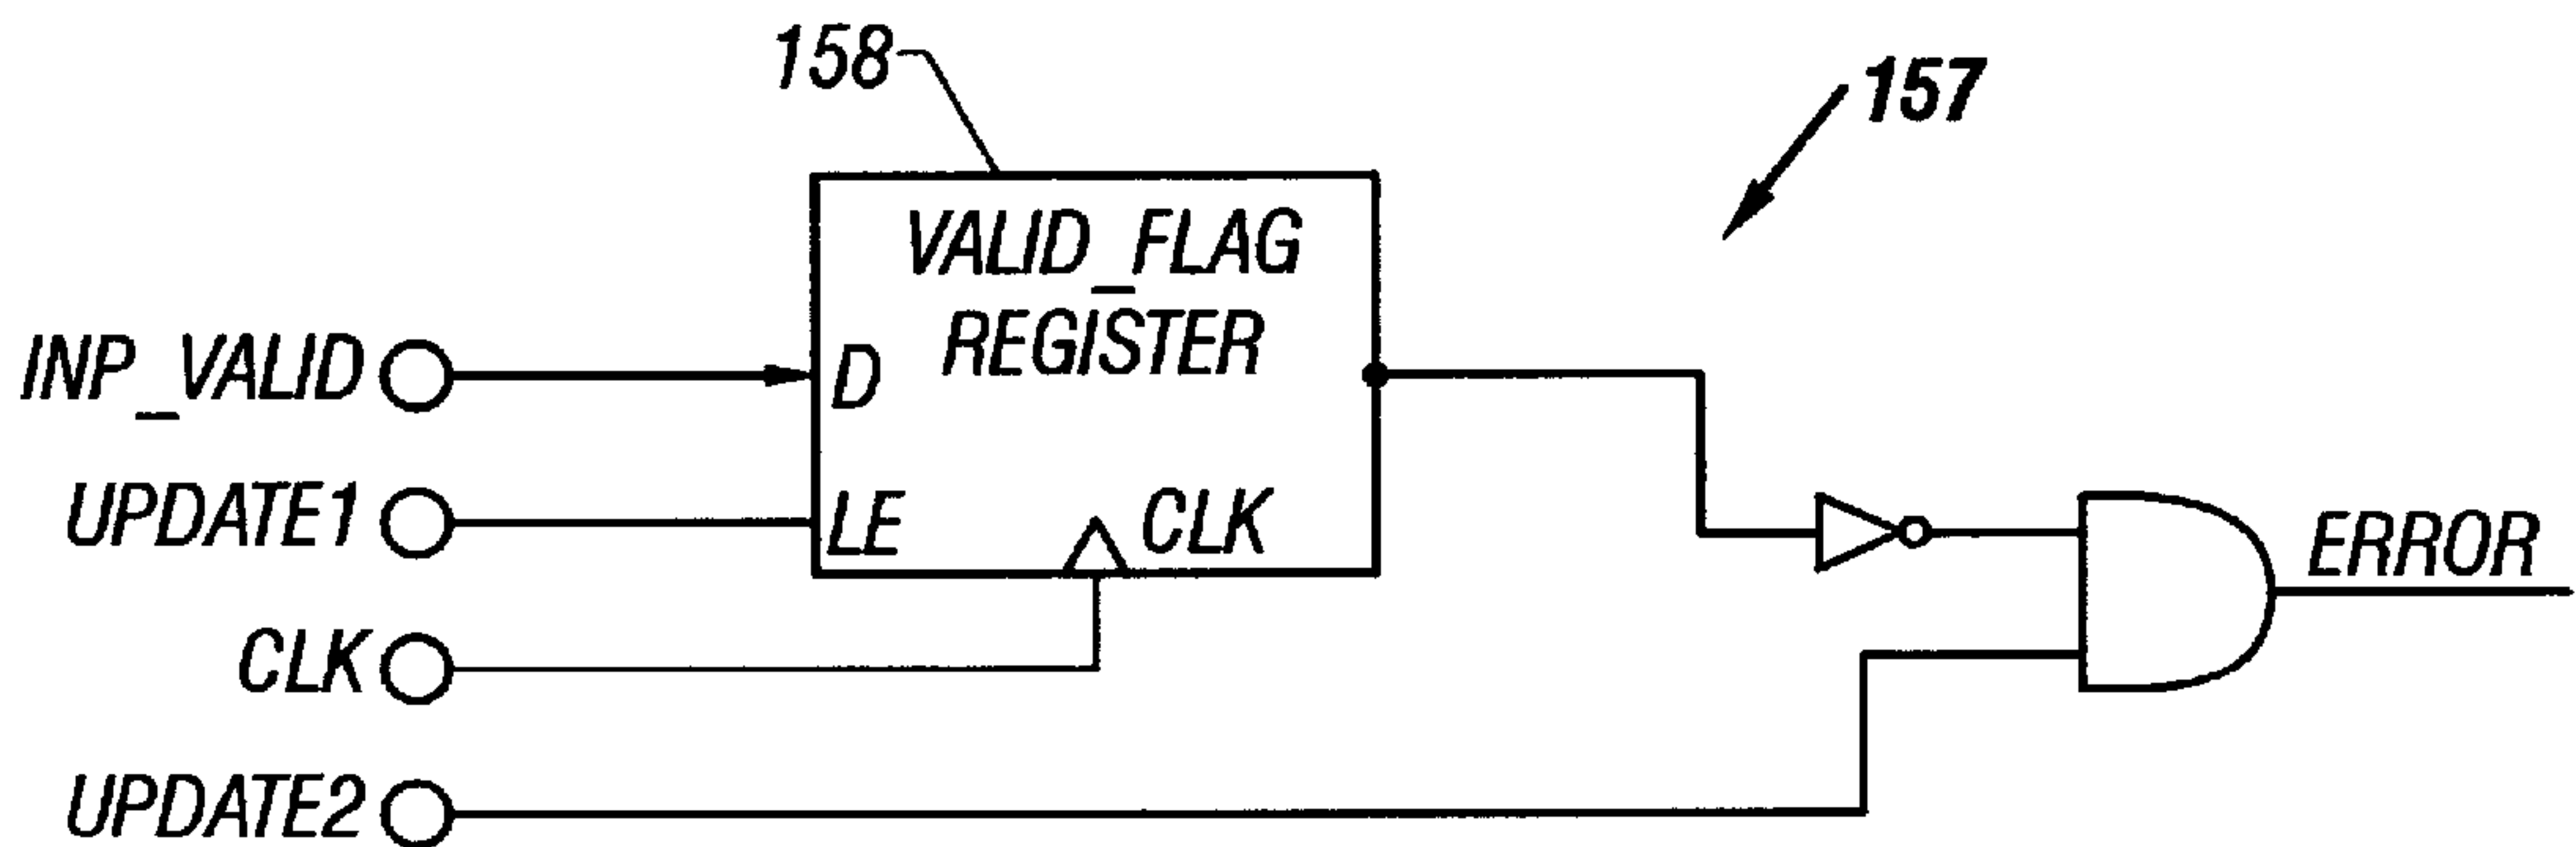 158
157
VALID_FLAG
REGISTER
INP_VALID
D
UPDATE1
LE
CLK
ERROR
CLK
UPDATE2